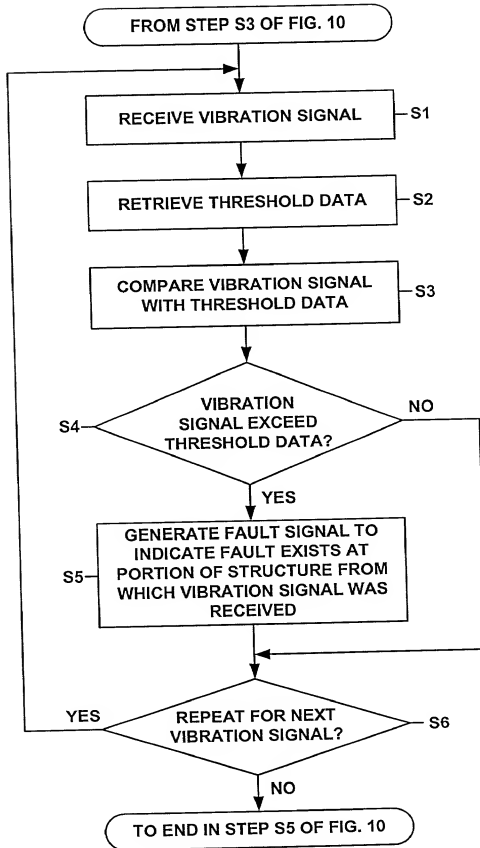 FROM STEP S3 OF FIG. 10
RECEIVE VIBRATION SIGNAL
S1
RETRIEVE THRESHOLD DATA
S2
COMPARE VIBRATION SIGNAL
WITH THRESHOLD DATA
S3
VIBRATION
SIGNAL EXCEED
THRESHOLD DATA?
S4
NO
YES
GENERATE FAULT SIGNAL TO
INDICATE FAULT EXISTS AT
PORTION OF STRUCTURE FROM
WHICH VIBRATION SIGNAL WAS
RECEIVED
S5
YES
REPEAT FOR NEXT
VIBRATION SIGNAL?
S6
NO
TO END IN STEP S5 OF FIG. 10